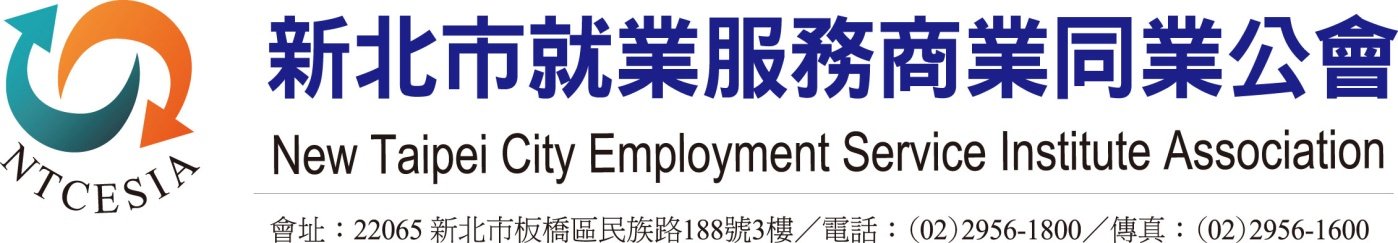 新北市就業服務商業同業公會
New Taipei City Employment Service Institute Association
NTCESIA
會址：22065 新北市板橋區民族路188號3樓／電話：(02)2956-1800／傳真：(02)2956-1600